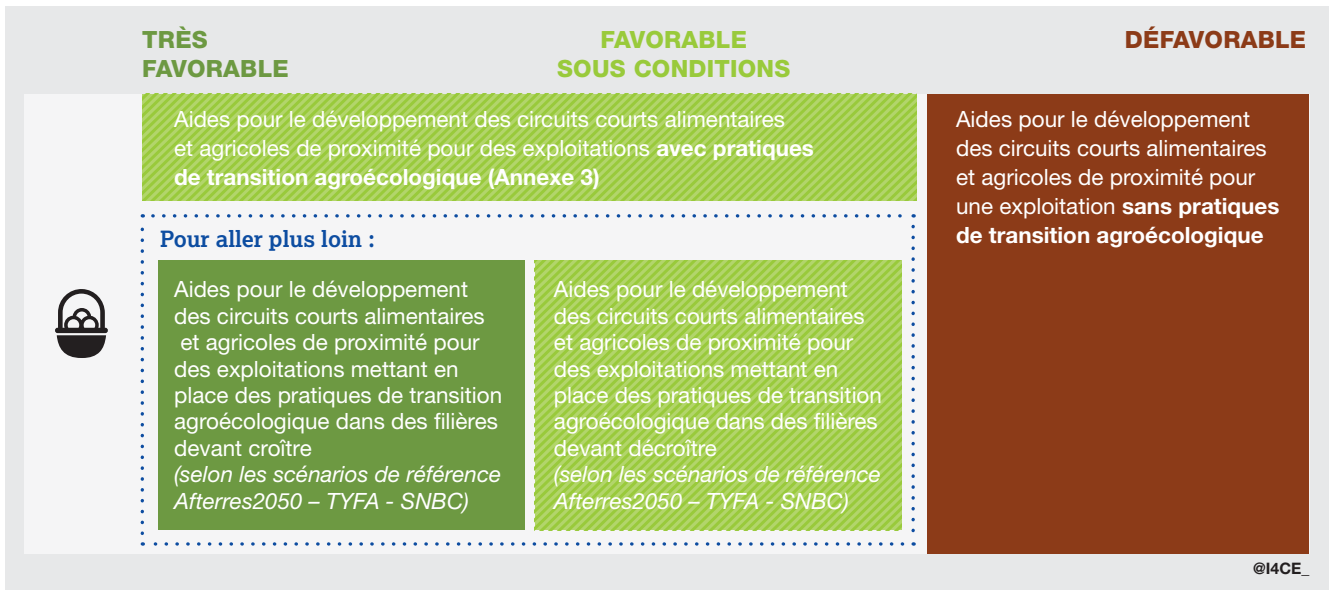 TRÈS
FAVORABLE
FAVORABLE
SOUS CONDITIONS
DÉFAVORABLE
Aides pour le développement des circuits courts alimentaires
et agricoles de proximité pour des exploitations avec pratiques
de transition agroécologique (Annexe 3)
Pour aller plus loin :
Aides pour le développement
des circuits courts alimentaires
et agricoles de proximité pour
des exploitations mettant en
place des pratiques de transition
agroécologique dans des filières
devant croître
(selon les scénarios de référence
Afterres2050 – TYFA - SNBC)
Aides pour le développement
des circuits courts alimentaires
et agricoles de proximité pour
des exploitations mettant en
place des pratiques de transition
agroécologique dans des filières
devant décroître
(selon les scénarios de référence
Afterres2050 – TYFA - SNBC)
Aides pour le développement
des circuits courts alimentaires
et agricoles de proximité pour
une exploitation sans pratiques
de transition agroécologique
@I4CE_